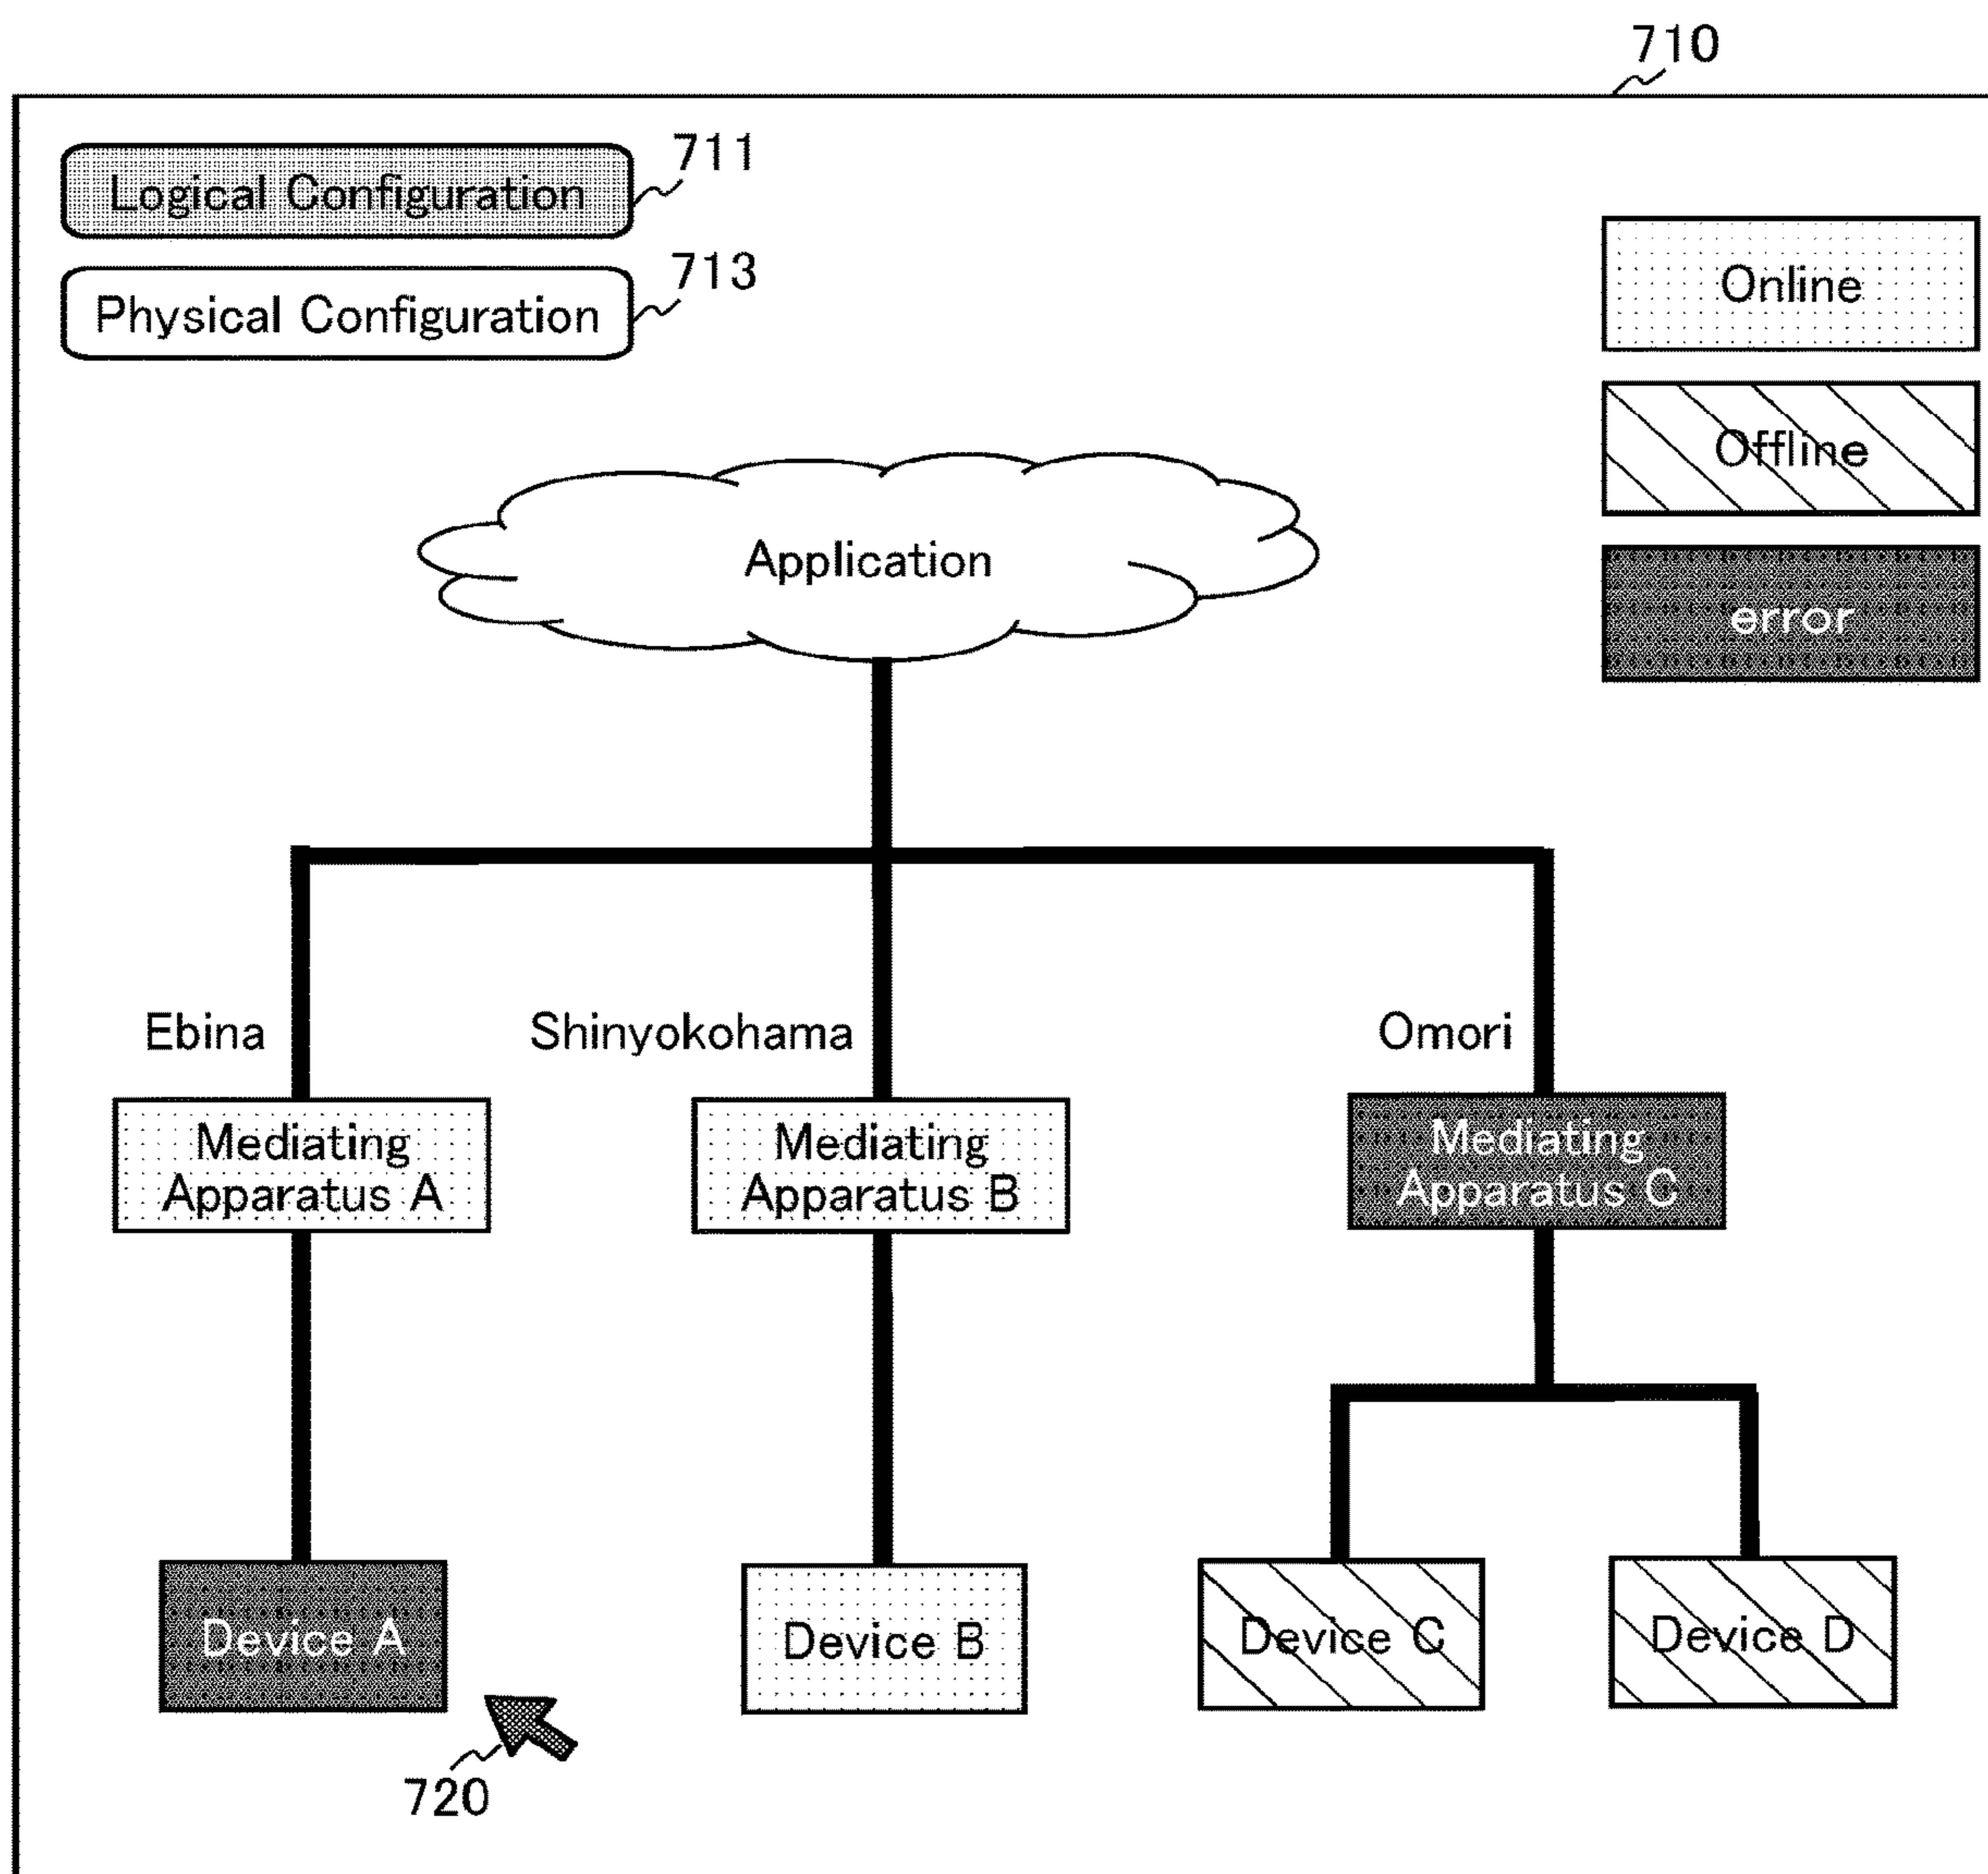 710
Logical Configuration
711
Physical Configuration
713
Online
Offline
error
Application
Ebina
Shinyokohama
Omori
Mediating
Apparatus A
Mediating
Apparatus B
Mediating
Apparatus C
Device A
Device B
Device C
Device D
720